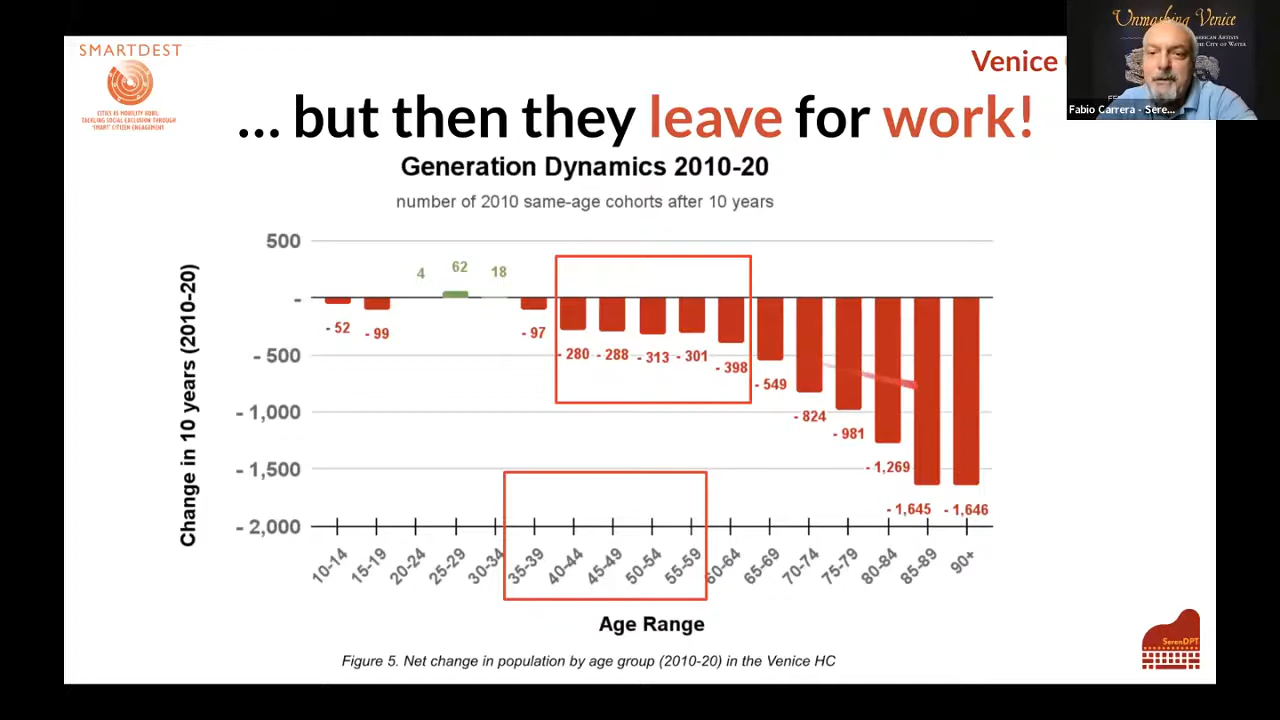 SMARTDEST
CITIES AS MOBILITY HUBS:
TACKLING SOCIAL EXCLUSION THROUGH
'SMART' CITIZEN ENGAGEMENT
Venice
Unmasking Venice
Fabio Carrera - Sere...
... but then they leave for work!
Generation Dynamics 2010-20
number of 2010 same-age cohorts after 10 years
Change in 10 years (2010-20)
500
-
- 500
- 1,000
- 1,500
- 2,000
4
62
18
- 52
- 99
- 97
- 280
- 288
- 313
- 301
- 398
- 549
- 824
- 981
- 1,269
- 1,645
- 1,646
10-14
15-19
20-24
25-29
30-34
35-39
40-44
45-49
50-54
55-59
60-64
65-69
70-74
75-79
80-84
85-89
90+
Age Range
Figure 5. Net change in population by age group (2010-20) in the Venice HC
SerenDPT